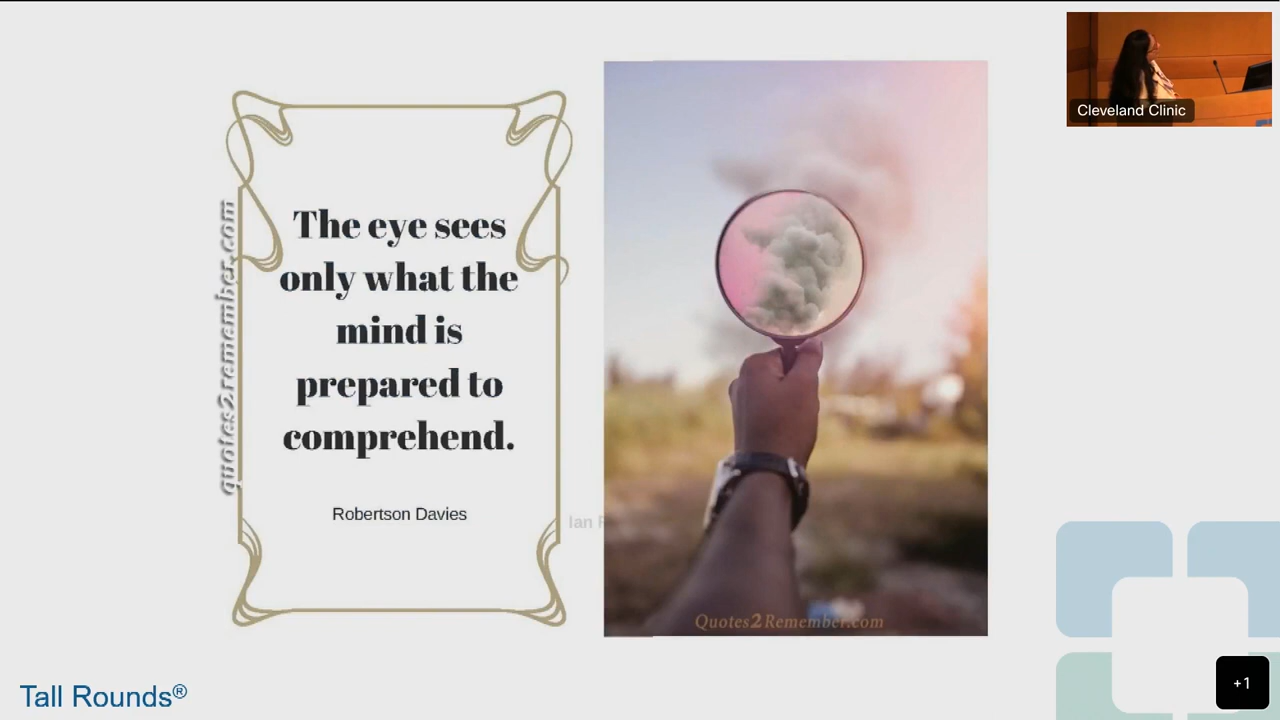 The eye sees
only what the
mind is
prepared to
comprehend.
Robertson Davies
quotes2remember.com
Ian
Quotes2Remember.com
Cleveland Clinic
Tall Rounds®
+1